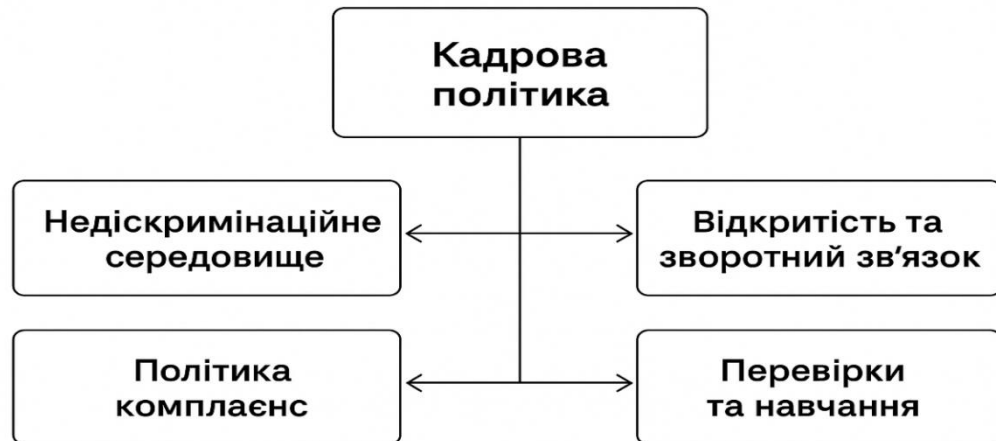 Кадрова
політика
Недіскримінаційне
середовище
Відкритість та
зворотний зв'язок
Політика
комплаєнс
Перевірки
та навчання